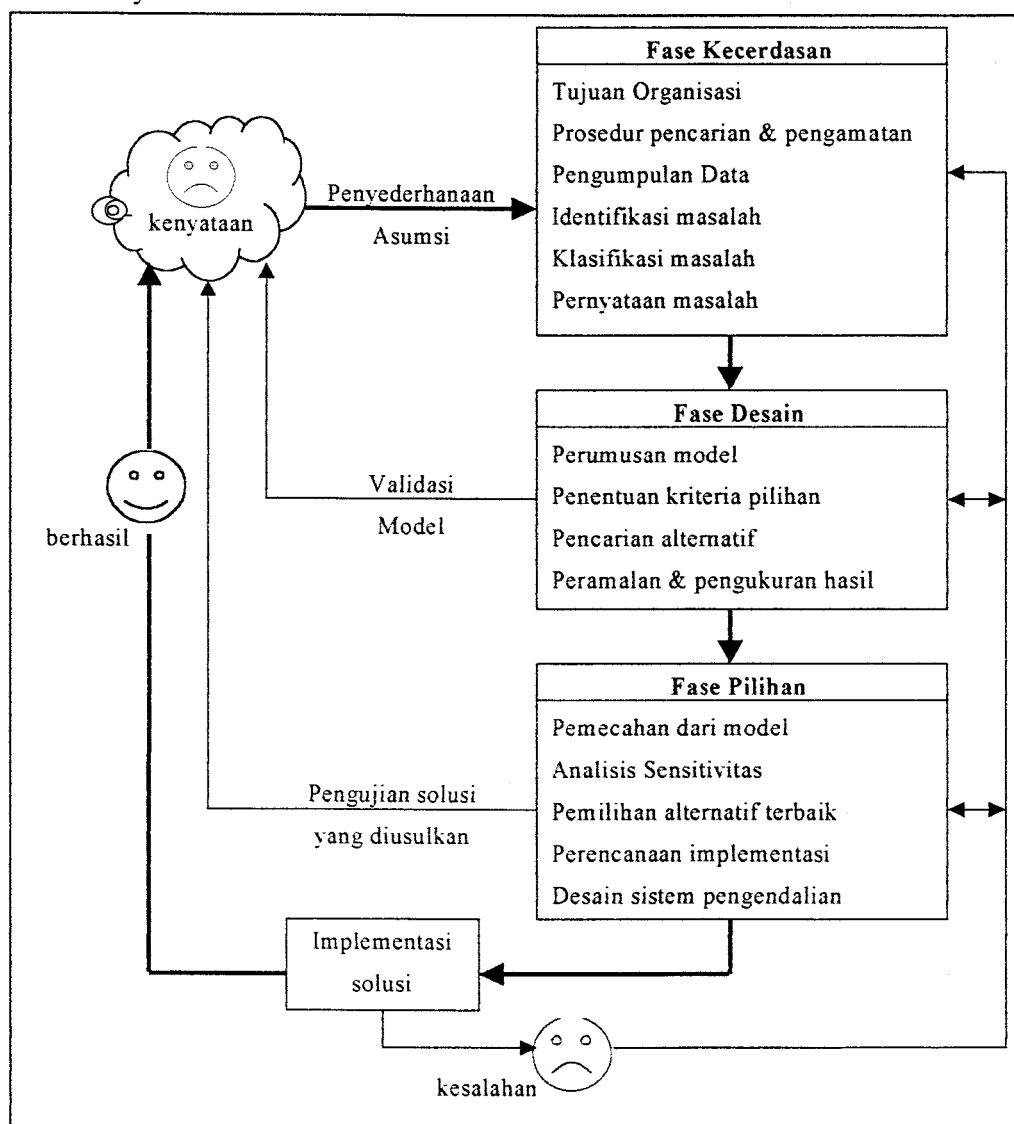 Fase Kecerdasan
Tujuan Organisasi
Prosedur pencarian & pengamatan
Pengumpulan Data
Identifikasi masalah
Klasifikasi masalah
Pernyataan masalah
kenyataan
Penyederhanaan
Asumsi
Fase Desain
Perumusan model
Penentuan kriteria pilihan
Pencarian alternatif
Peramalan & pengukuran hasil
Validasi
Model
berhasil
Fase Pilihan
Pemecahan dari model
Analisis Sensitivitas
Pemilihan alternatif terbaik
Perencanaan implementasi
Desain sistem pengendalian
Pengujian solusi
yang diusulkan
Implementasi
solusi
kesalahan